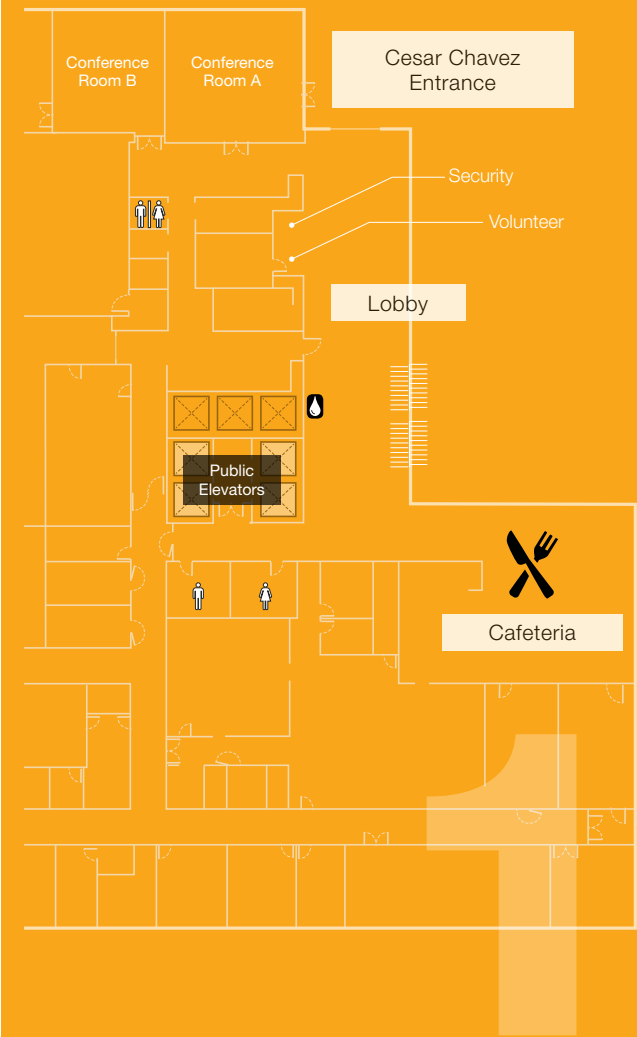 Conference
Room B
Conference
Room A
Cesar Chavez
Entrance
Security
Volunteer
Lobby
Public
Elevators
Cafeteria
1